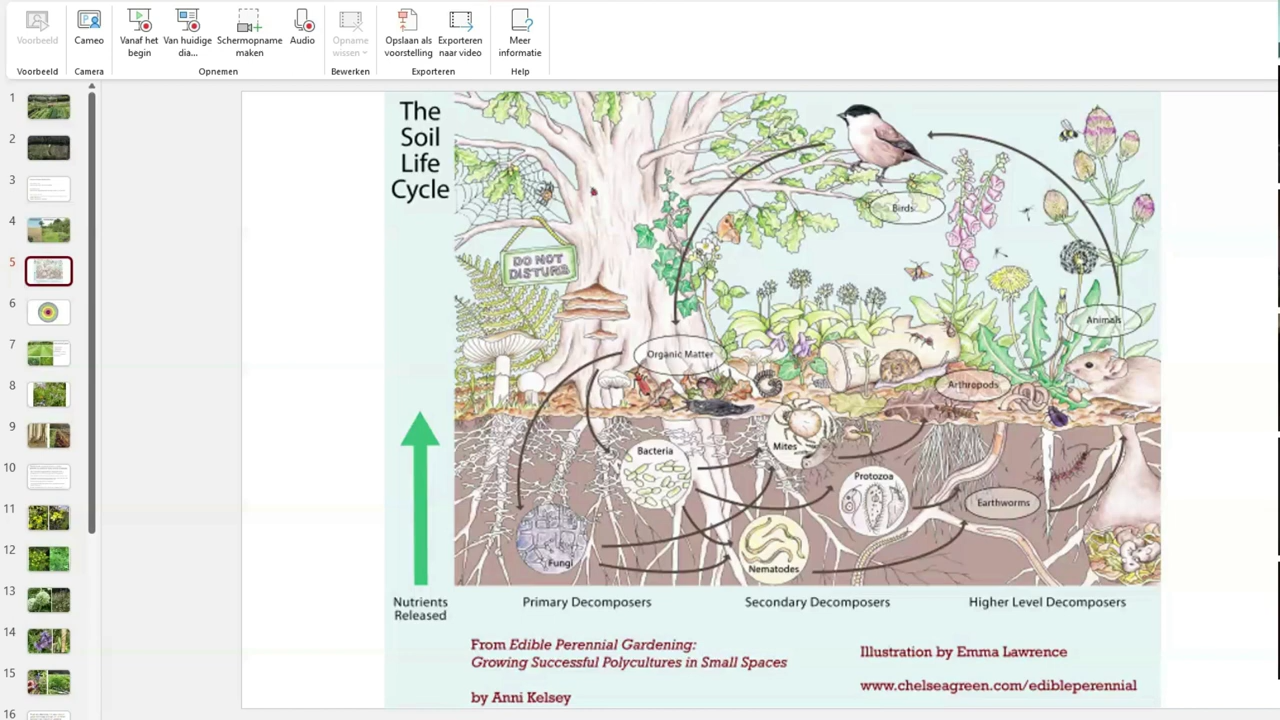 Voorbeeld
Cameo
Vanaf het begin
Van huidige dia...
Schermopname maken
Audio
Opname wissen
Opslaan als voorstelling
Exporteren naar video
Meer informatie
Voorbeeld
Camera
Opnemen
Bewerken
Exporteren
Help
1
2
3
4
5
6
7
8
9
10
11
12
13
14
15
16
The
Soil
Life
Cycle
Birds
DO NOT
DISTURB
Animals
Organic Matter
Arthropods
Bacteria
Mites
Protozoa
Earthworms
Fungi
Nematodes
Nutrients
Released
Primary Decomposers
Secondary Decomposers
Higher Level Decomposers
From Edible Perennial Gardening:
Growing Successful Polycultures in Small Spaces
by Anni Kelsey
Illustration by Emma Lawrence
www.chelseagreen.com/edibleperennial